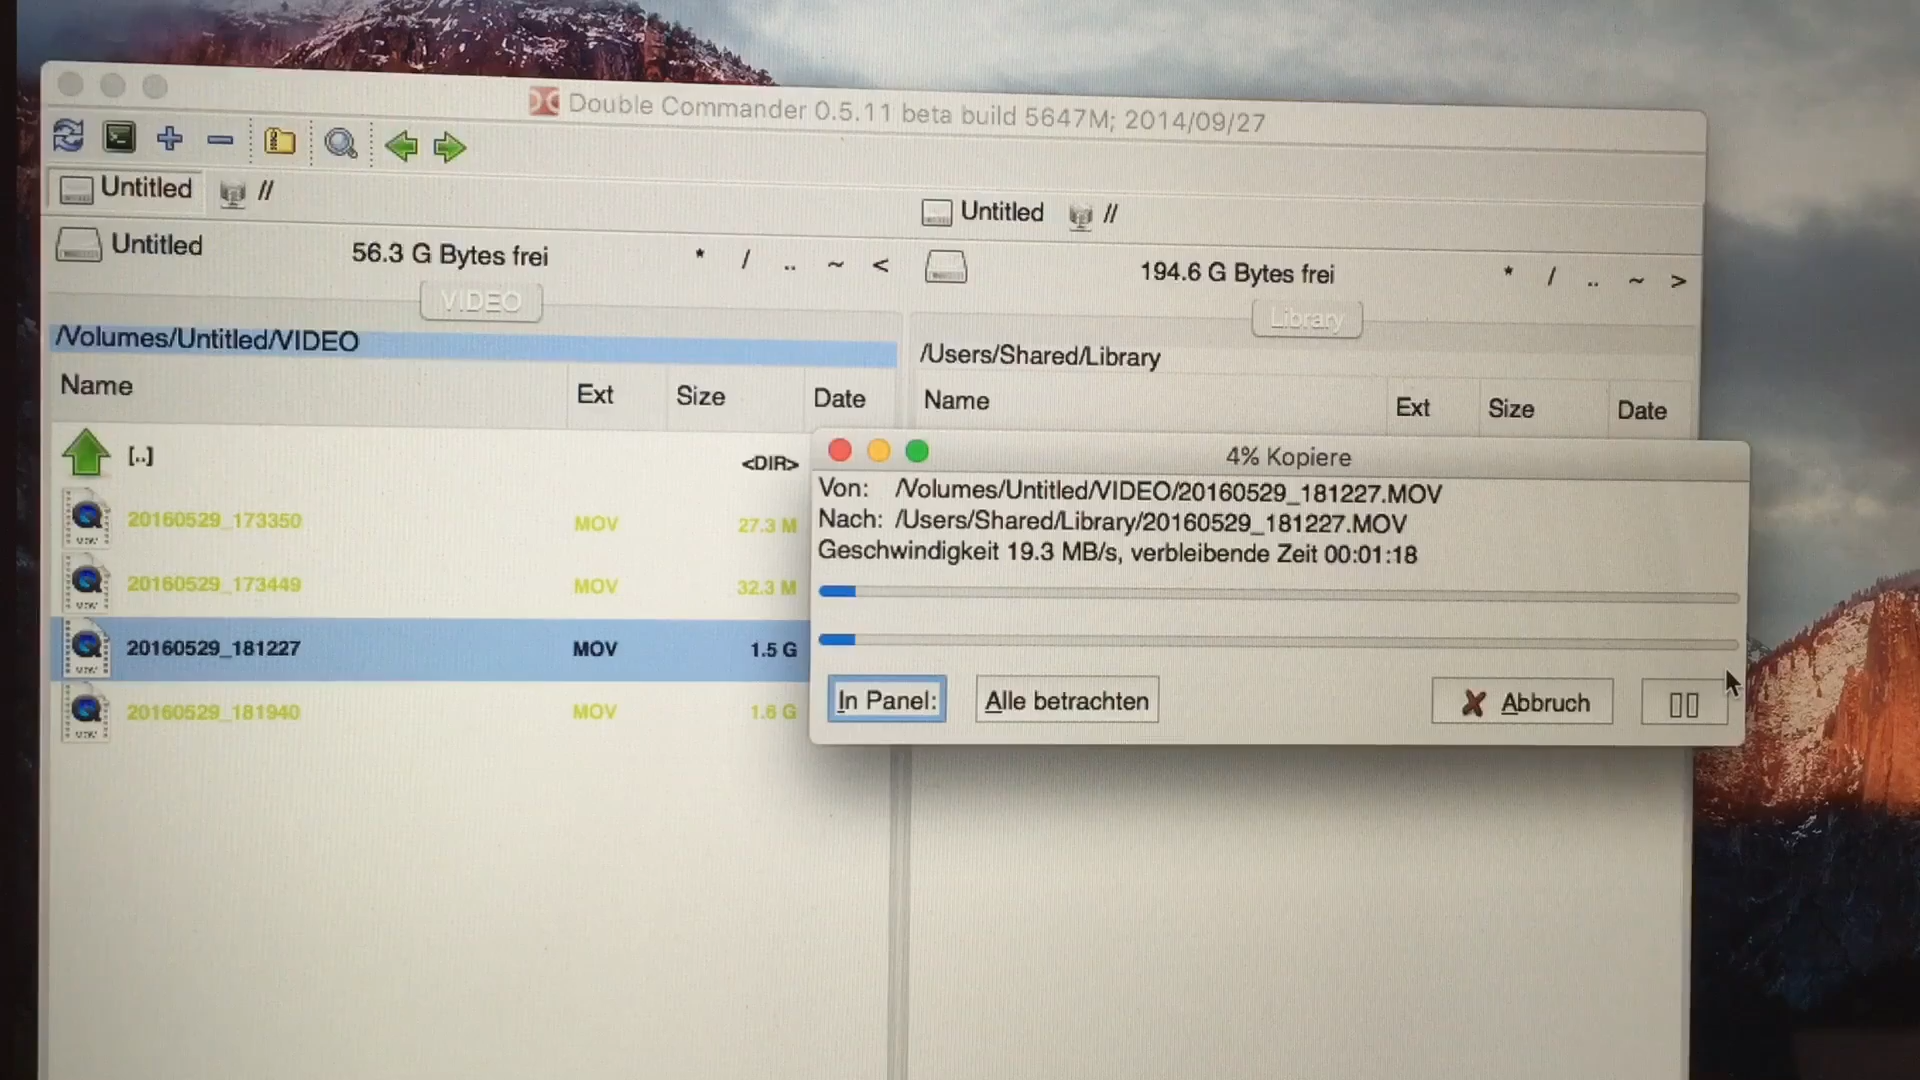 Double Commander 0.5.11 beta build 5647M; 2014/09/27
Untitled //
Untitled //
Untitled 56.3 G Bytes frei * / .. ~ <
194.6 G Bytes frei * / .. ~ >
VIDEO
Library
/Volumes/Untitled/VIDEO
/Users/Shared/Library
Name Ext Size Date
Name Ext Size Date
[..] <DIR>
20160529_173350 MOV 27.3 M
20160529_173449 MOV 32.3 M
20160529_181227 MOV 1.5 G
20160529_181940 MOV 1.6 G
4% Kopiere
Von: /Volumes/Untitled/VIDEO/20160529_181227.MOV
Nach: /Users/Shared/Library/20160529_181227.MOV
Geschwindigkeit 19.3 MB/s, verbleibende Zeit 00:01:18
In Panel: Alle betrachten Abbruch